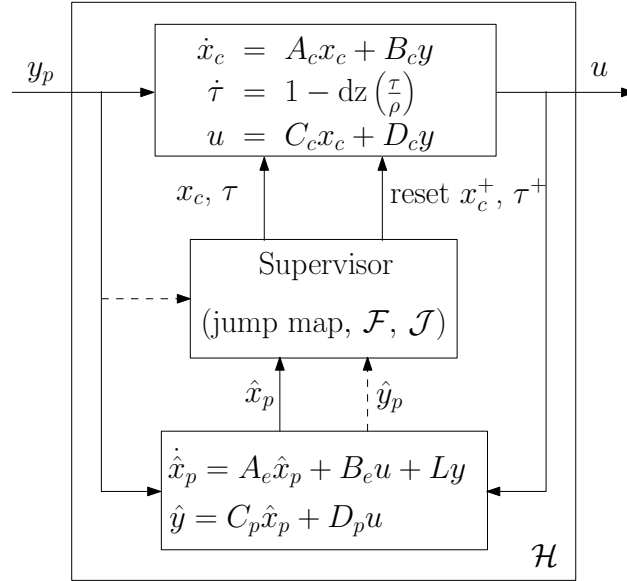 y_p
u
ẋ_c = A_c x_c + B_c y
τ̇ = 1 − dz (τ/ρ)
u = C_c x_c + D_c y
x_c, τ
reset x_c^+, τ^+
Supervisor
(jump map, ℱ, 𝒥)
x̂_p
ŷ_p
ẋ̂_p = A_e x̂_p + B_e u + Ly
ŷ = C_p x̂_p + D_p u
ℋ